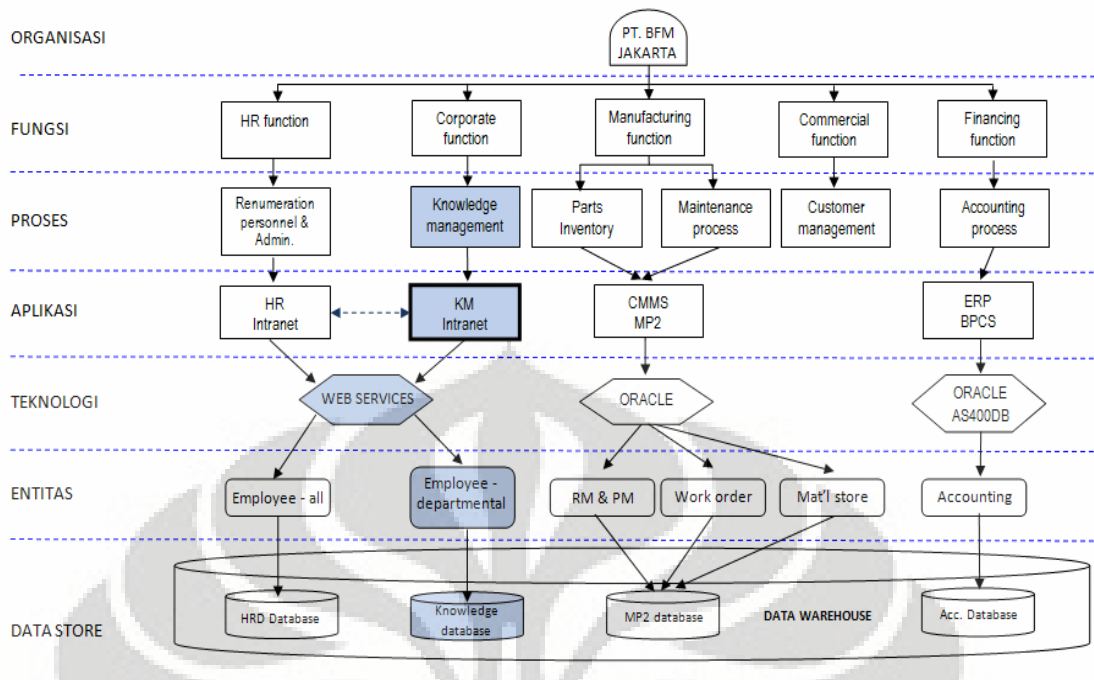 ORGANISASI
PT. BFM
JAKARTA
FUNGSI
HR function
Corporate
function
Manufacturing
function
Commercial
function
Financing
function
PROSES
Renumeration
personnel &
Admin.
Knowledge
management
Parts
Inventory
Maintenance
process
Customer
management
Accounting
process
APLIKASI
HR
Intranet
KM
Intranet
CMMS
MP2
ERP
BPCS
TEKNOLOGI
WEB SERVICES
ORACLE
ORACLE
AS400DB
ENTITAS
Employee - all
Employee -
departmental
RM & PM
Work order
Mat'l store
Accounting
DATA STORE
HRD Database
Knowledge
database
MP2 database
DATA WAREHOUSE
Acc. Database